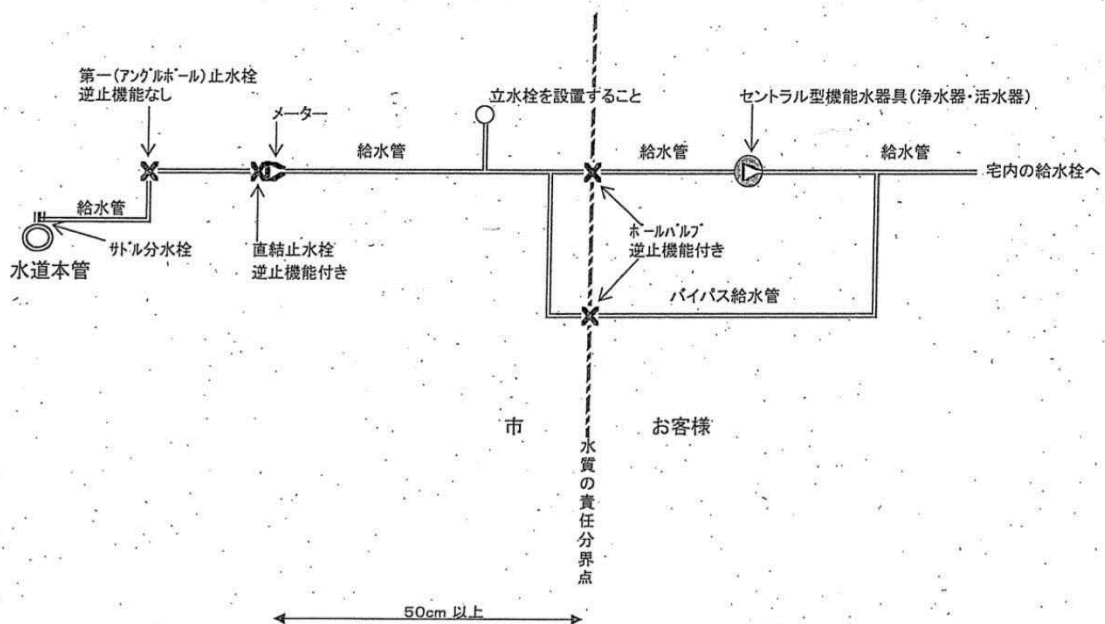 第一(アングルボール)止水栓
逆止機能なし
メーター
立水栓を設置すること
セントラル型機能水器具(浄水器・活水器)
給水管
給水管
給水管
宅内の給水栓へ
給水管
サドル分水栓
水道本管
直結止水栓
逆止機能付き
ボールバルブ
逆止機能付き
バイパス給水管
市
お客様
水質の責任分界点
50cm 以上